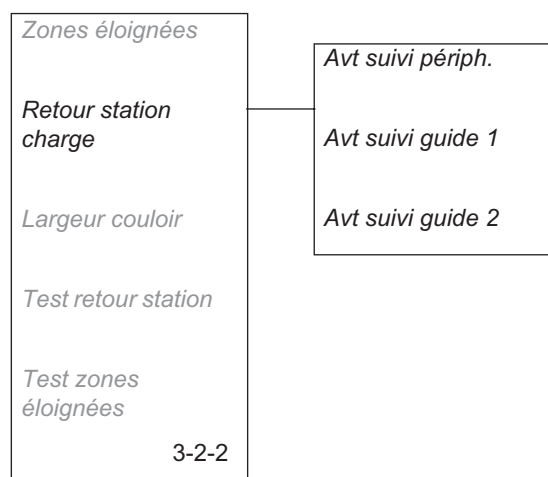 Zones éloignées
Retour station
charge
Largeur couloir
Test retour station
Test zones
éloignées
3-2-2
Avt suivi périph.
Avt suivi guide 1
Avt suivi guide 2